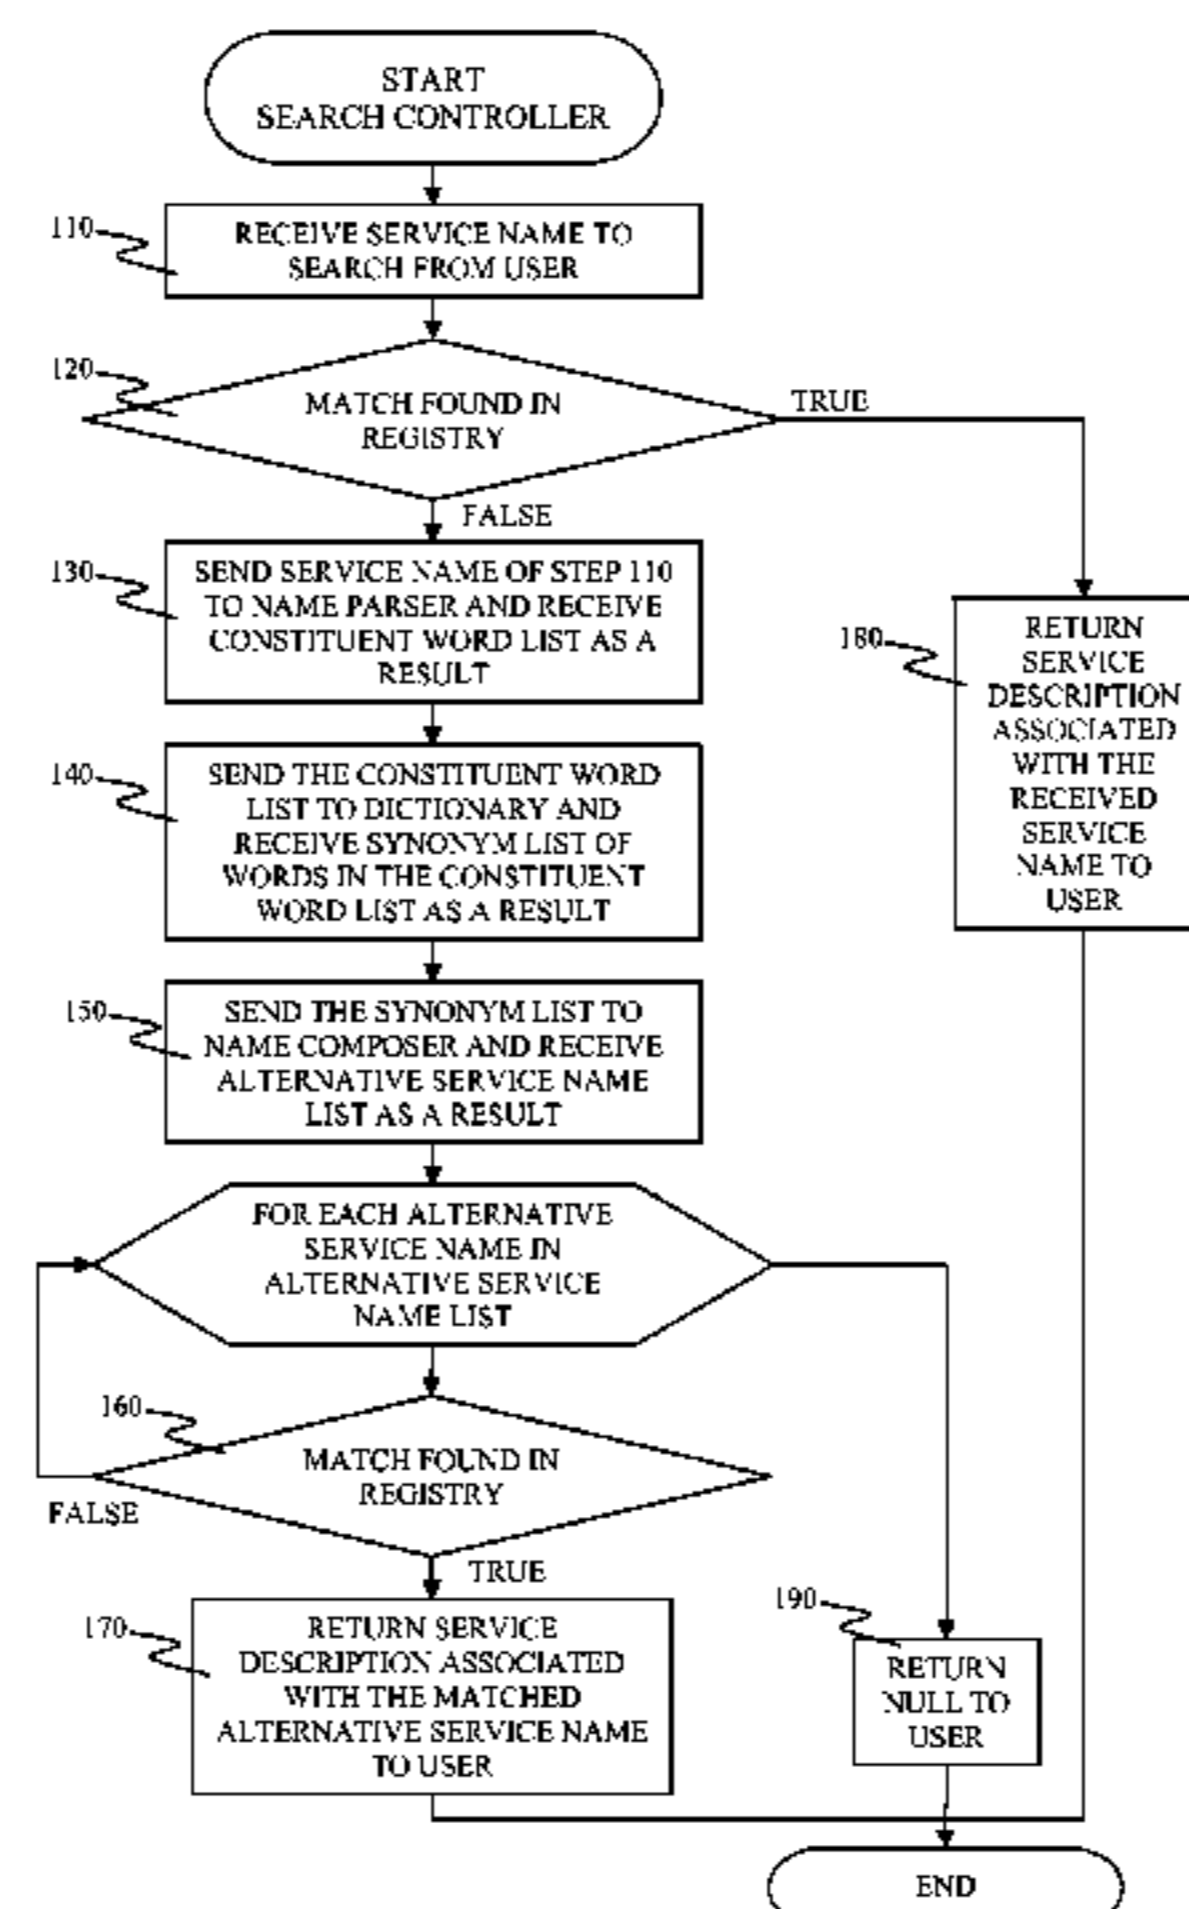 START
SEARCH CONTROLLER
110
RECEIVE SERVICE NAME TO
SEARCH FROM USER
120
MATCH FOUND IN
REGISTRY
TRUE
FALSE
130
SEND SERVICE NAME OF STEP 110
TO NAME PARSER AND RECEIVE
CONSTITUENT WORD LIST AS A
RESULT
180
RETURN
SERVICE
DESCRIPTION
ASSOCIATED
WITH THE
RECEIVED
SERVICE
NAME TO
USER
140
SEND THE CONSTITUENT WORD
LIST TO DICTIONARY AND
RECEIVE SYNONYM LIST OF
WORDS IN THE CONSTITUENT
WORD LIST AS A RESULT
150
SEND THE SYNONYM LIST TO
NAME COMPOSER AND RECEIVE
ALTERNATIVE SERVICE NAME
LIST AS A RESULT
FOR EACH ALTERNATIVE
SERVICE NAME IN
ALTERNATIVE SERVICE
NAME LIST
160
MATCH FOUND IN
REGISTRY
FALSE
TRUE
170
RETURN SERVICE
DESCRIPTION ASSOCIATED
WITH THE MATCHED
ALTERNATIVE SERVICE NAME
TO USER
190
RETURN
NULL TO
USER
END